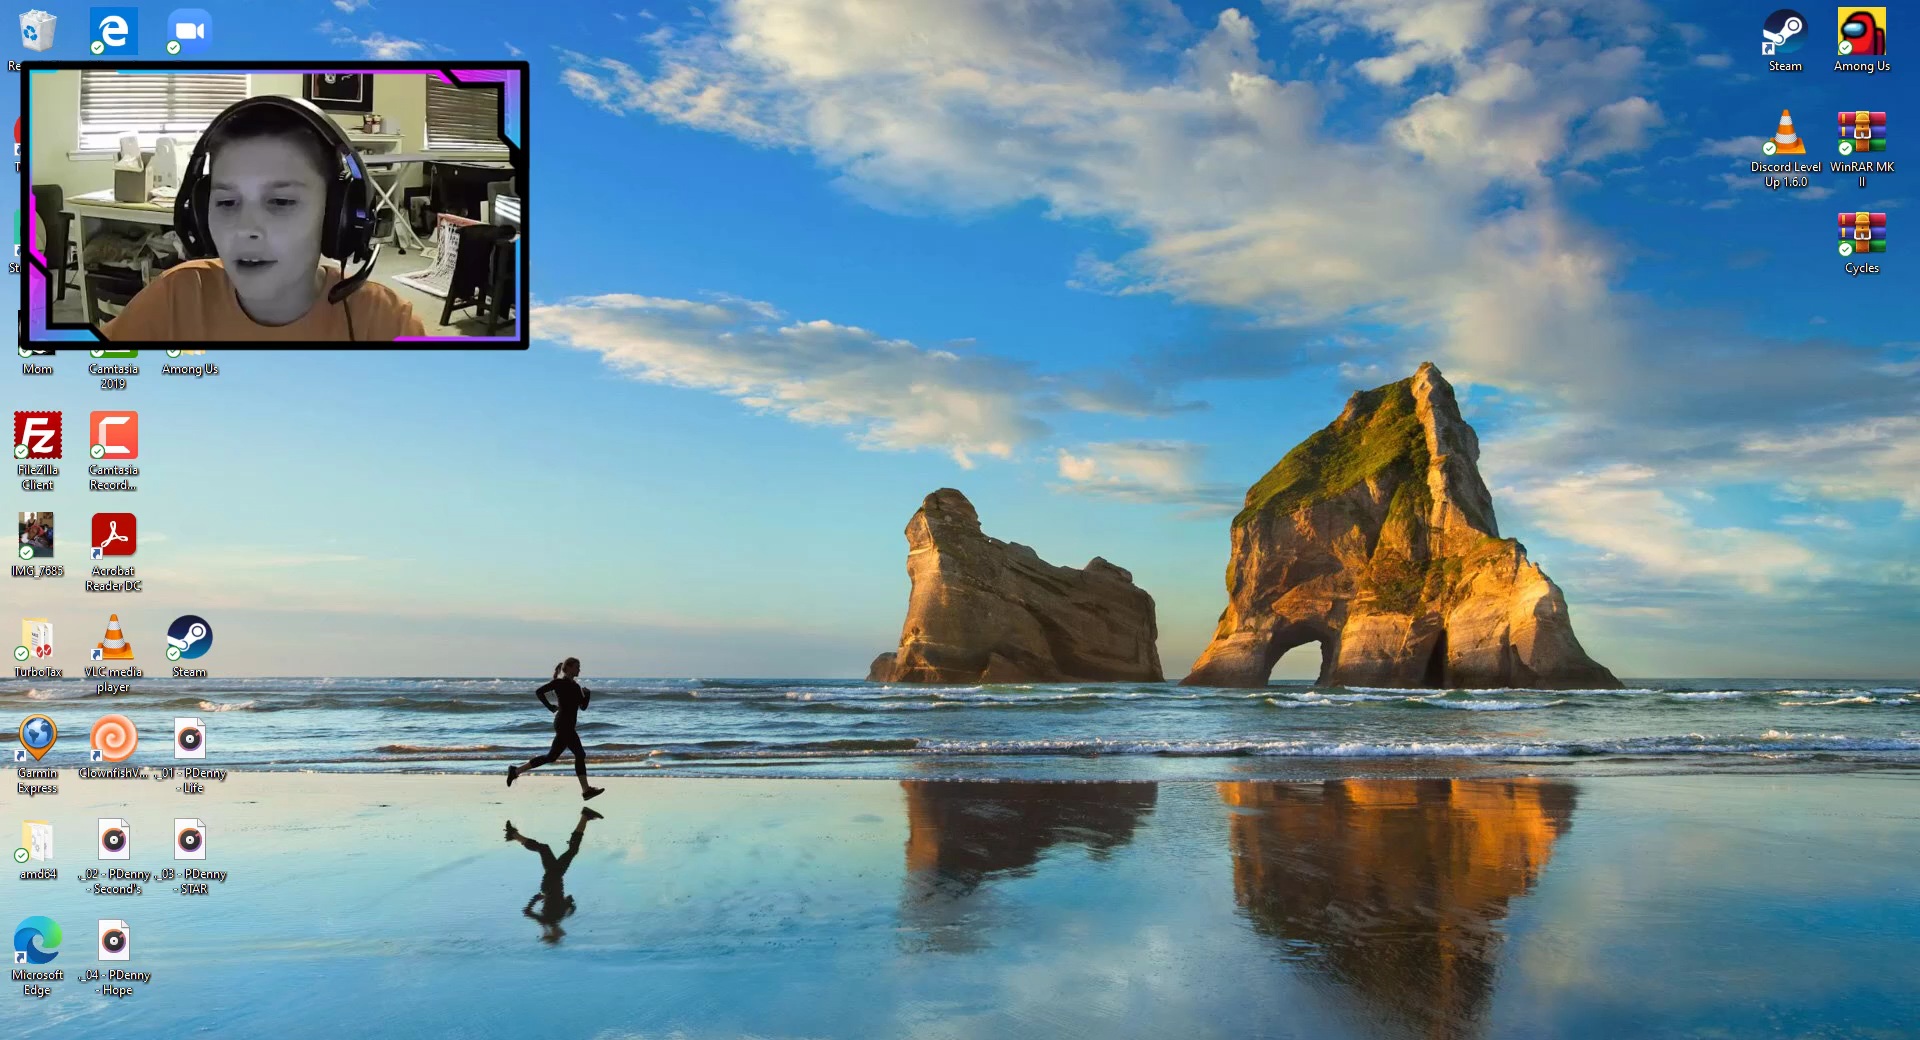 Steam
Among Us
Discord Level
Up 1.6.0
WinRAR MK
II
Cycles
Mom
Camtasia
2019
Among Us
FileZilla
Client
Camtasia
Record...
IMG_7685
Acrobat
Reader DC
TurboTax
VLC media
player
Steam
Garmin
Express
ClownfishV...
._01 - PDenny
- Life
amd64
._02 - PDenny
- Second's
._03 - PDenny
- STAR
Microsoft
Edge
._04 - PDenny
- Hope